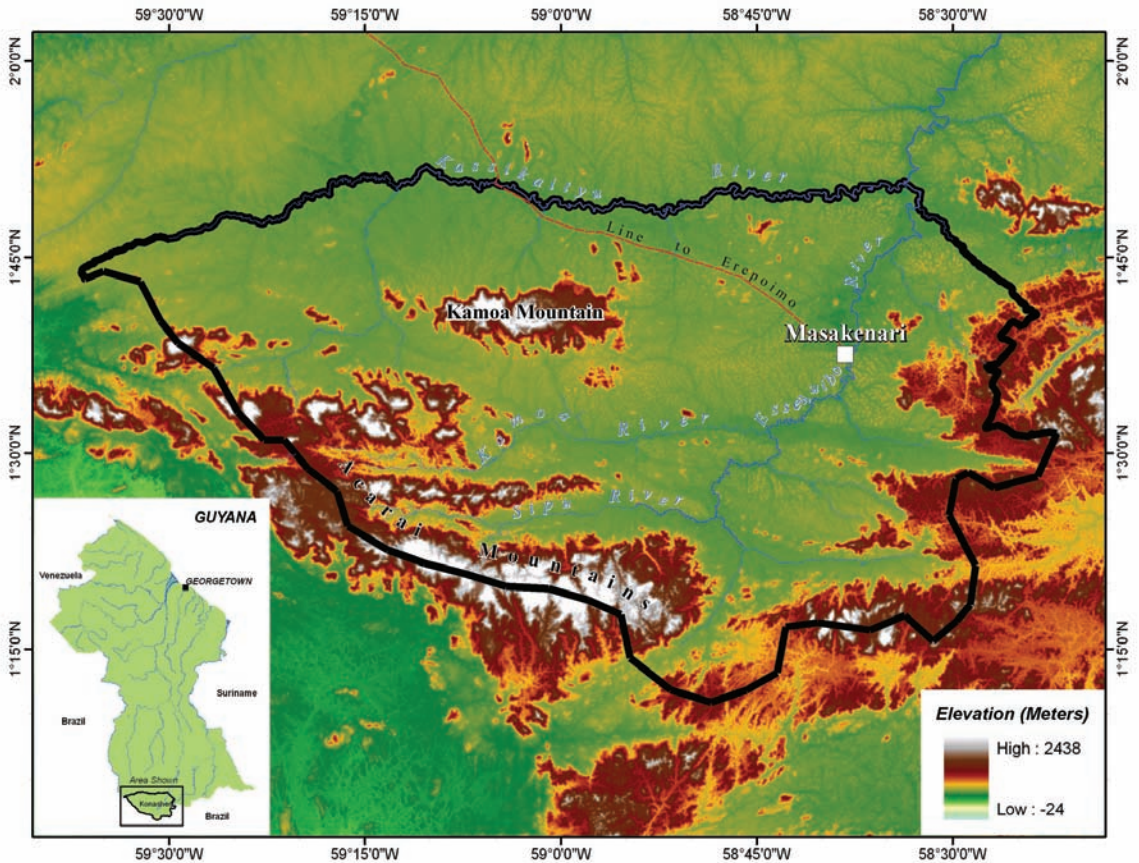 59°30'0"W
59°15'0"W
59°00'W
58°45'0"W
58°30'0"W
2°0'0"N
2°0'0"N
Kassikaityu River
1°45'0"N
1°45'0"N
Line to Erepoimo
River
Kamoa Mountain
Masakenari
Essequibo
Kamoa River
1°30'0"N
1°30'0"N
Acarai Mountains
Sipu River
GUYANA
Venezuela
GEORGETOWN
Suriname
Brazil
Area Shown
Konashen
Brazil
1°15'0"N
1°15'0"N
Elevation (Meters)
High : 2438
Low : -24
59°30'0"W
59°15'0"W
59°00'W
58°45'0"W
58°30'0"W